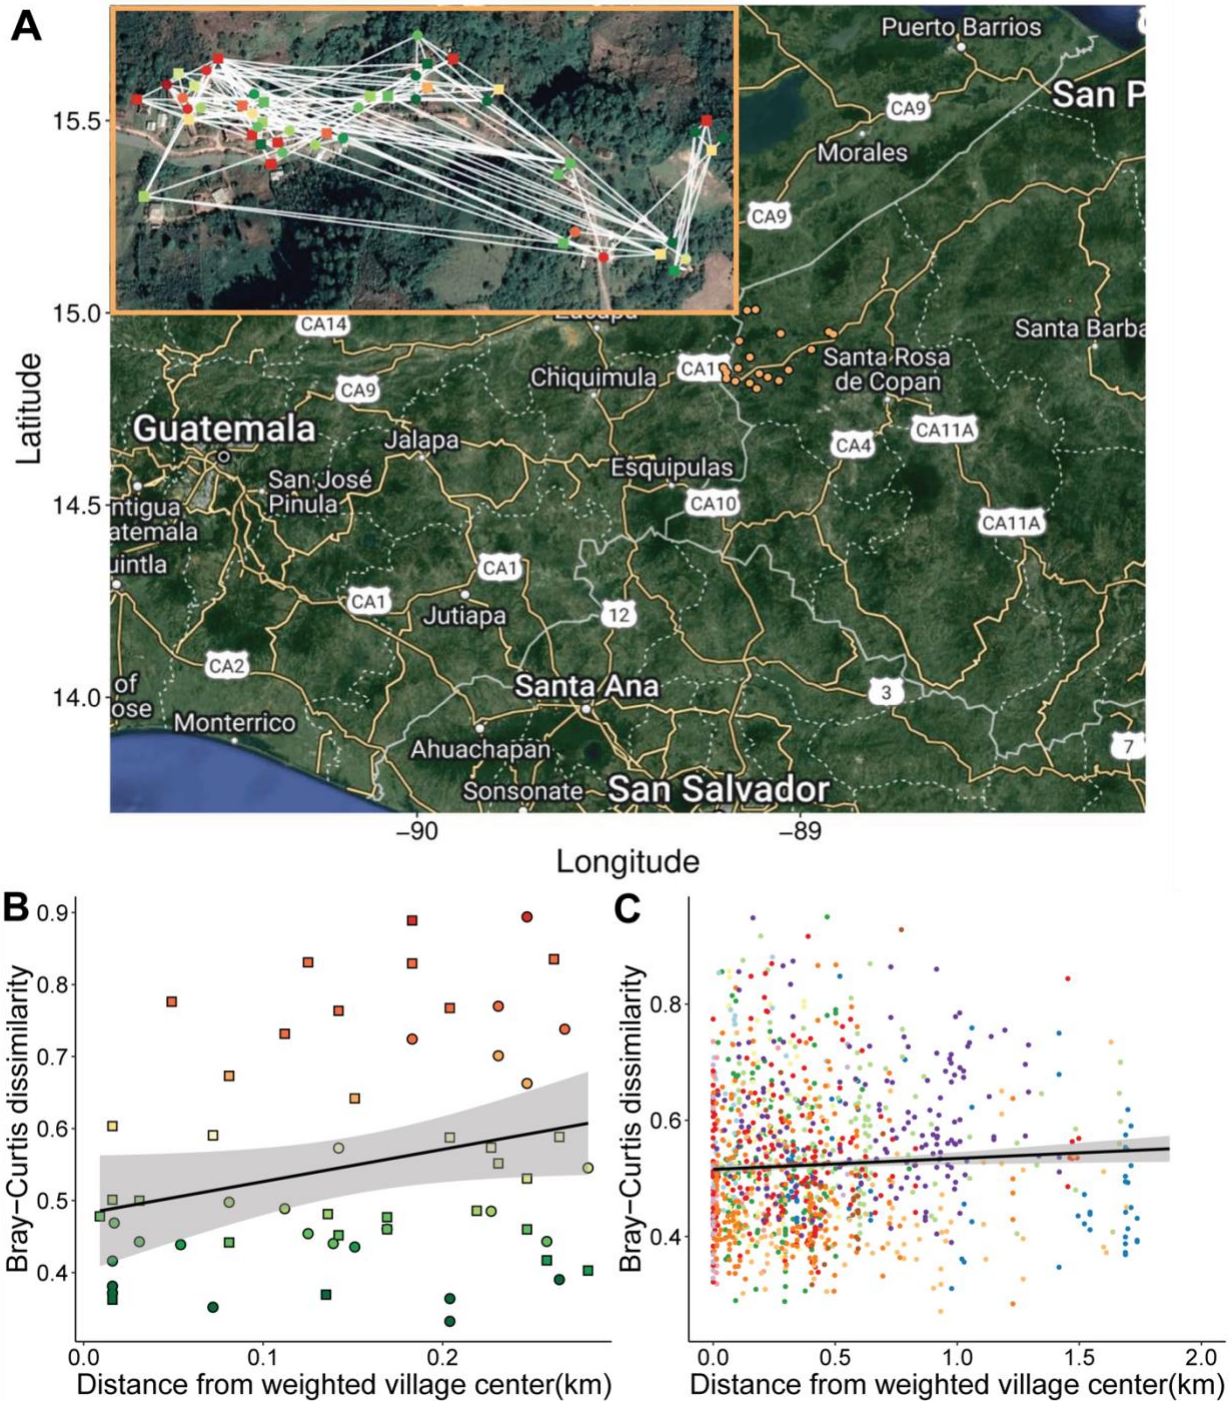 A
Puerto Barrios
San P
CA9
15.5
Morales
CA9
15.0
CA14
Santa Barba
Santa Rosa
de Copan
Chiquimula
CA1
CA9
Latitude
Guatemala
Jalapa
CA11A
CA4
Esquipulas
San José
Pinula
14.5
CA10
ntigua
atemala
CA11A
uintla
CA1
CA1
Jutiapa
12
CA2
of
ose
14.0
Santa Ana
3
Monterrico
Ahuachapan
7
Sonsonate
San Salvador
−90
−89
Longitude
B
C
0.9
0.8
0.7
0.6
0.5
0.4
Bray−Curtis dissimilarity
0.0
0.1
0.2
Distance from weighted village center(km)
0.8
0.6
0.4
Bray−Curtis dissimilarity
0.0
0.5
1.0
1.5
2.0
Distance from weighted village center(km)